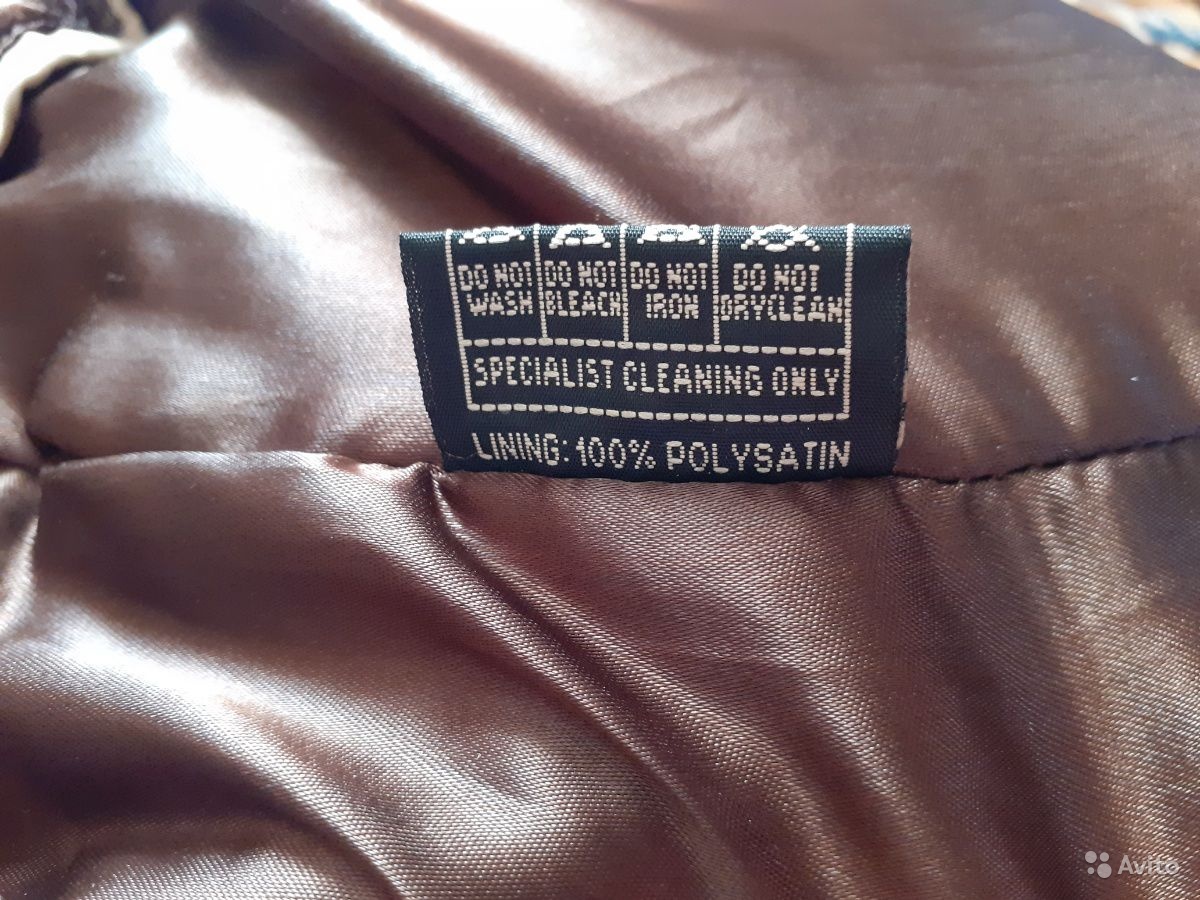 DO NOT DO NOT DO NOT DO NOT
WASH BLEACH IRON DRYCLEAN
SPECIALIST CLEANING ONLY
LINING: 100% POLYSATIN
Avito